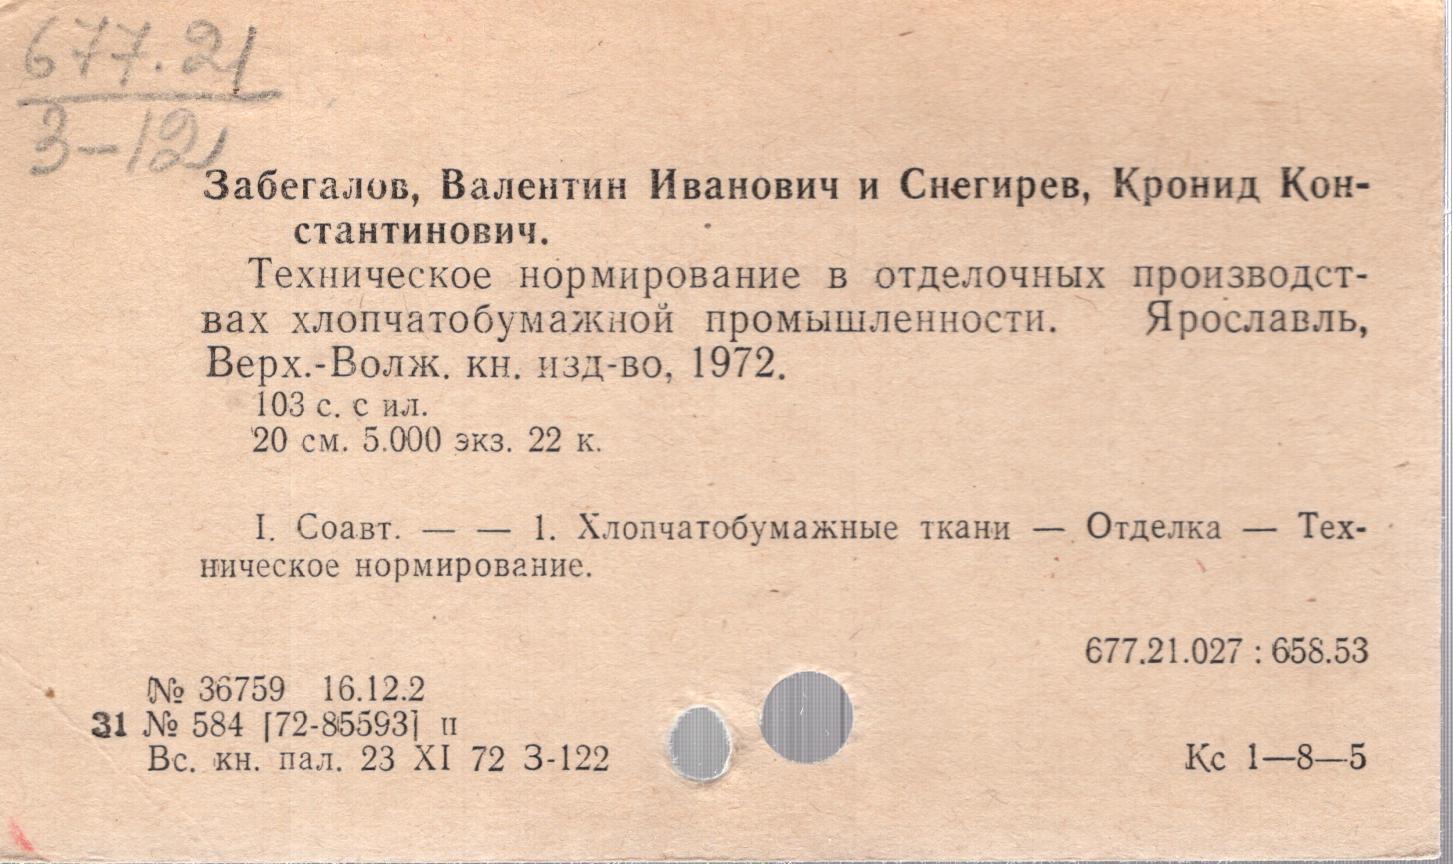 677.21
З-12
Забегалов, Валентин Иванович и Снегирев, Кронид Кон-
стантинович.
Техническое нормирование в отделочных производст-
вах хлопчатобумажной промышленности. Ярославль,
Верх.-Волж. кн. изд-во, 1972.
103 с. с ил.
20 см. 5.000 экз. 22 к.
I. Соавт. — — 1. Хлопчатобумажные ткани — Отделка — Тех-
ническое нормирование.
677.21.027 : 658.53
№ 36759 16.12.2
31 № 584 [72-85593] п
Вс. кн. пал. 23 XI 72 З-122
Кс 1—8—5